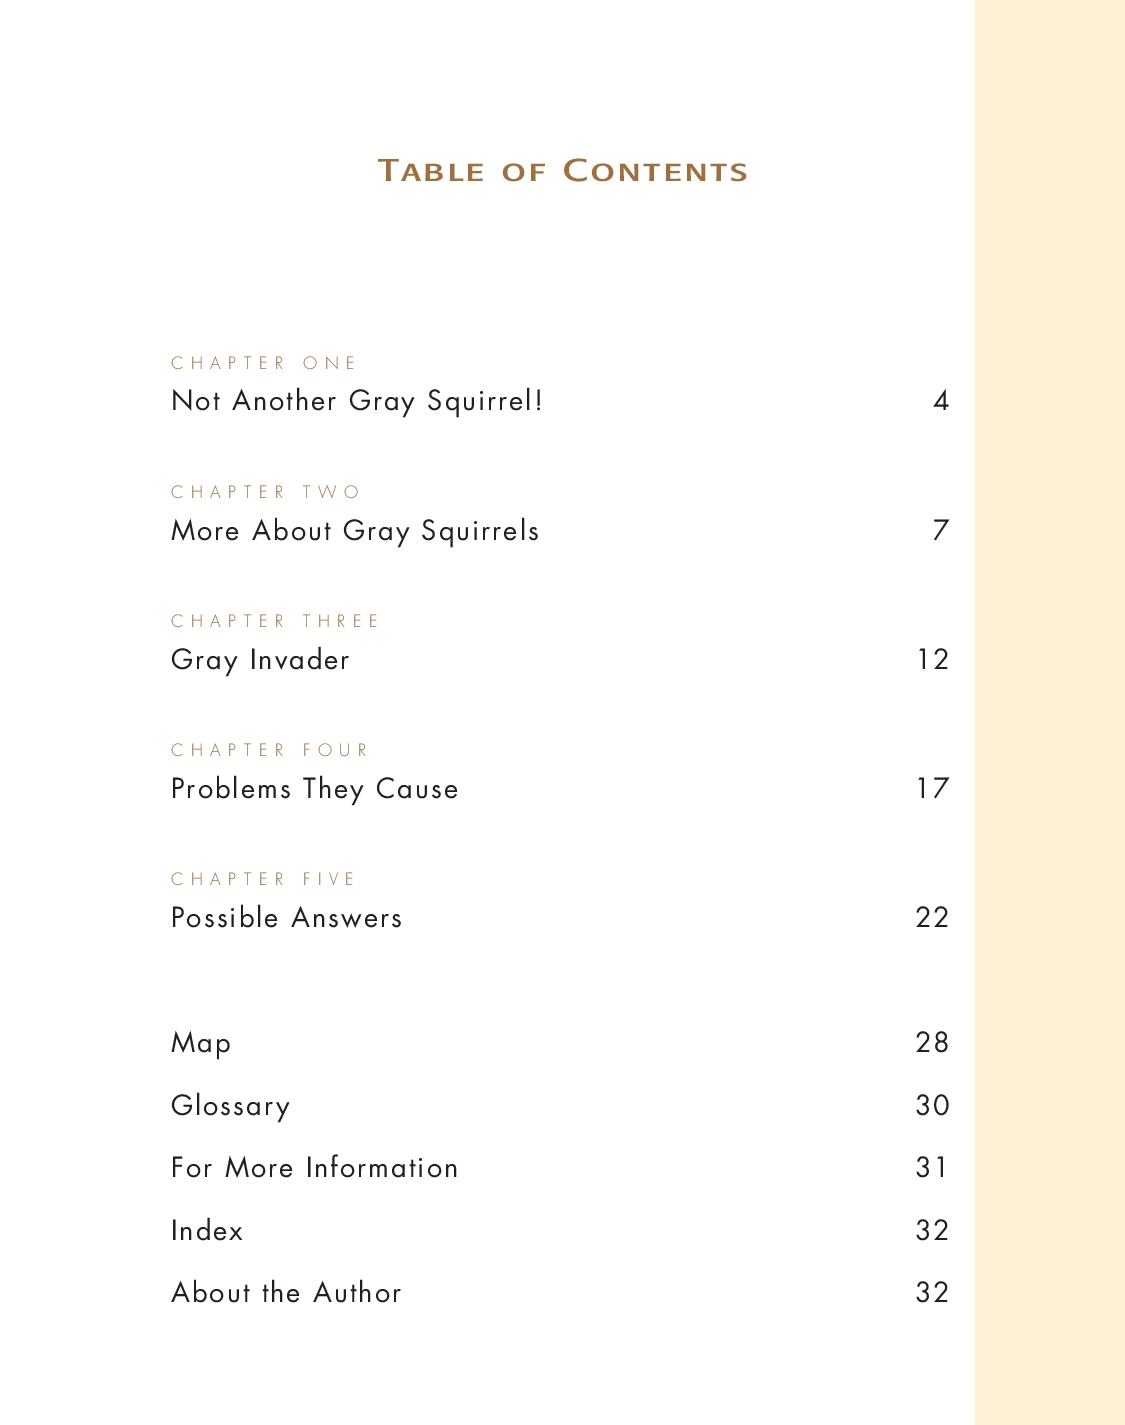 Table of Contents
CHAPTER ONE
Not Another Gray Squirrel! 4
CHAPTER TWO
More About Gray Squirrels 7
CHAPTER THREE
Gray Invader 12
CHAPTER FOUR
Problems They Cause 17
CHAPTER FIVE
Possible Answers 22
Map 28
Glossary 30
For More Information 31
Index 32
About the Author 32